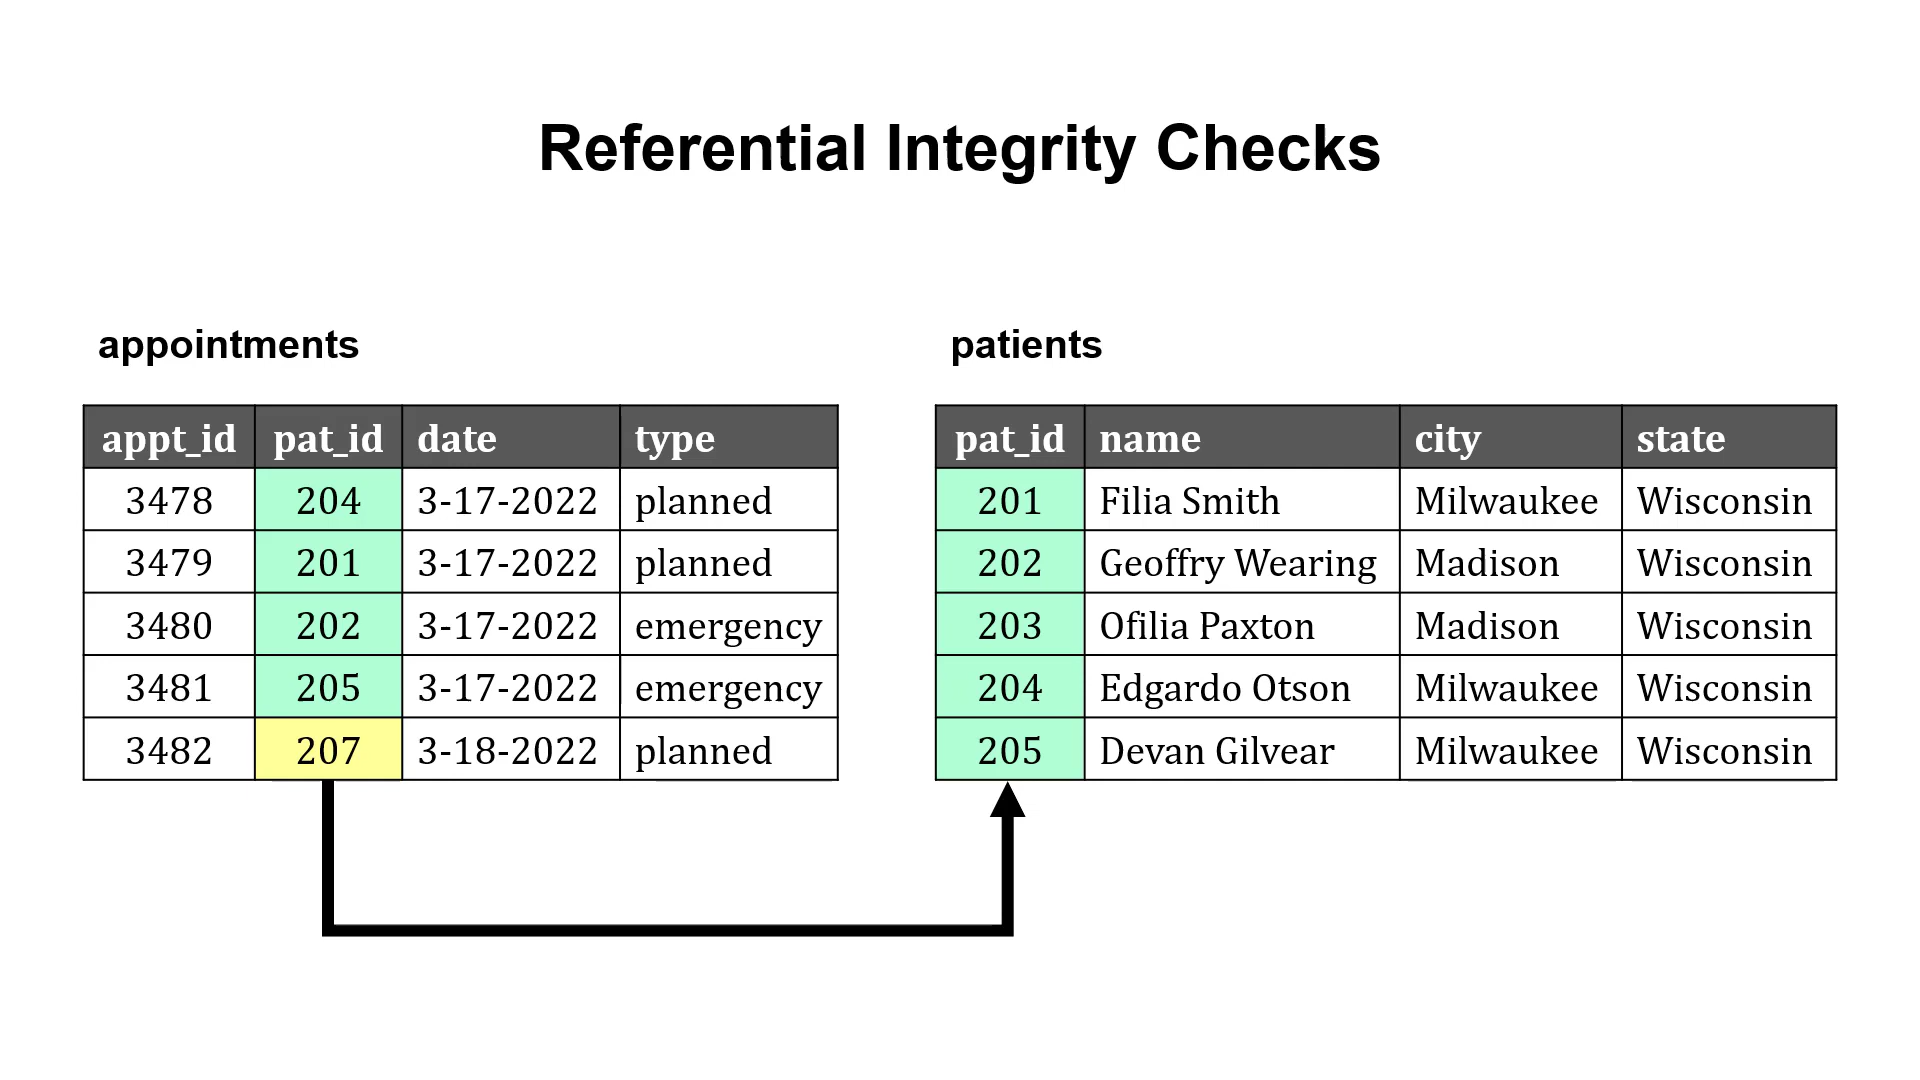 Referential Integrity Checks
appointments
appt_id pat_id date type
3478 204 3-17-2022 planned
3479 201 3-17-2022 planned
3480 202 3-17-2022 emergency
3481 205 3-17-2022 emergency
3482 207 3-18-2022 planned
patients
pat_id name city state
201 Filia Smith Milwaukee Wisconsin
202 Geoffry Wearing Madison Wisconsin
203 Ofilia Paxton Madison Wisconsin
204 Edgardo Otson Milwaukee Wisconsin
205 Devan Gilvear Milwaukee Wisconsin